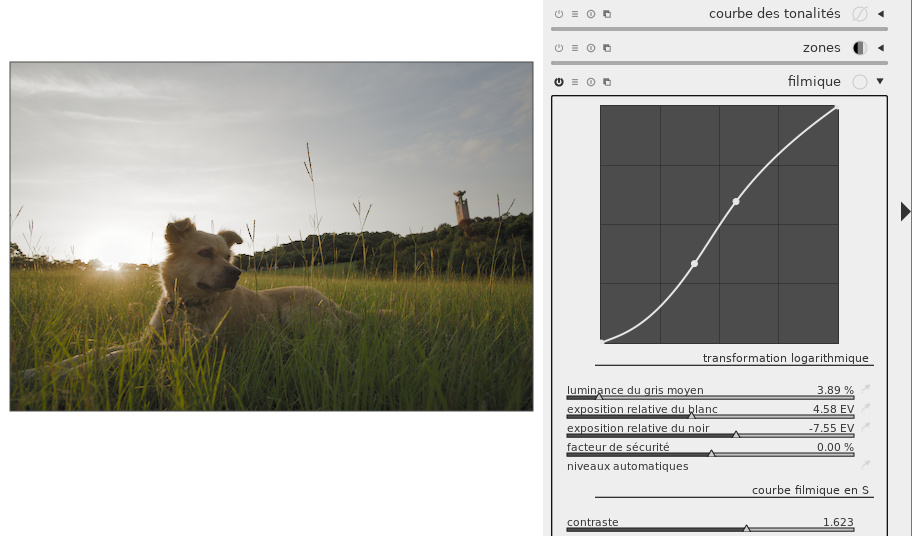 courbe des tonalités
zones
filmique
transformation logarithmique
luminance du gris moyen 3.89 %
exposition relative du blanc 4.58 EV
exposition relative du noir -7.55 EV
facteur de sécurité 0.00 %
niveaux automatiques
courbe filmique en S
contraste 1.623